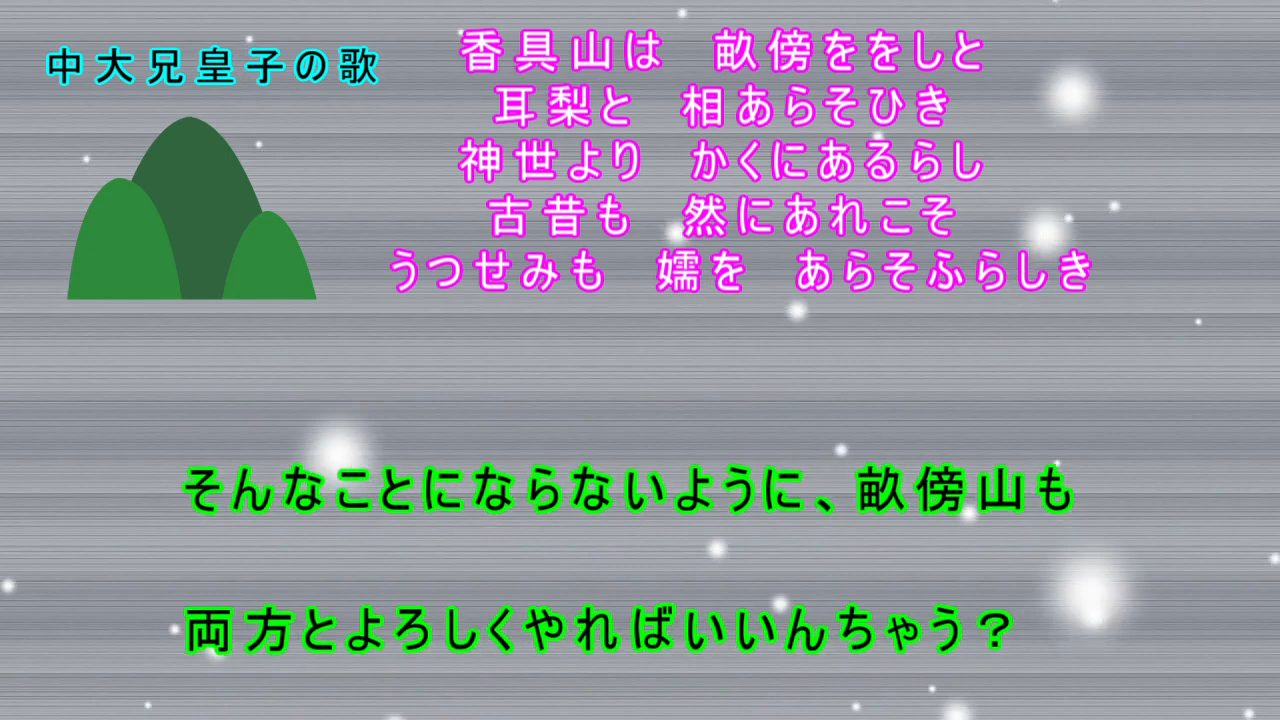 中大兄皇子の歌
香具山は　畝傍ををしと
耳梨と　相あらそひき
神世より　かくにあるらし
古昔も　然にあれこそ
うつせみも　嬬を　あらそふらしき
そんなことにならないように、畝傍山も
両方とよろしくやればいいんちゃう？